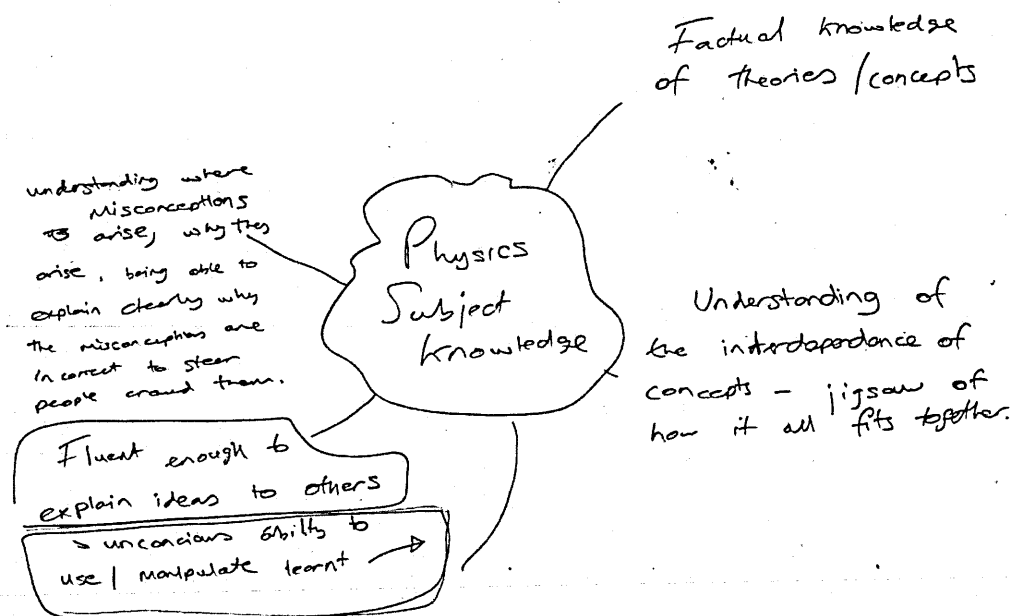 Factual knowledge
of theories/concepts
understanding where
misconceptions
arise, why they
arise, being able to
explain clearly why
the misconceptions are
incorrect to steer
people around them.
Physics
Subject
Knowledge
Understanding of
the interdependence of
concepts – jigsaw of
how it all fits together.
Fluent enough to
explain ideas to others
> unconcious ability to
use/ manipulate learnt